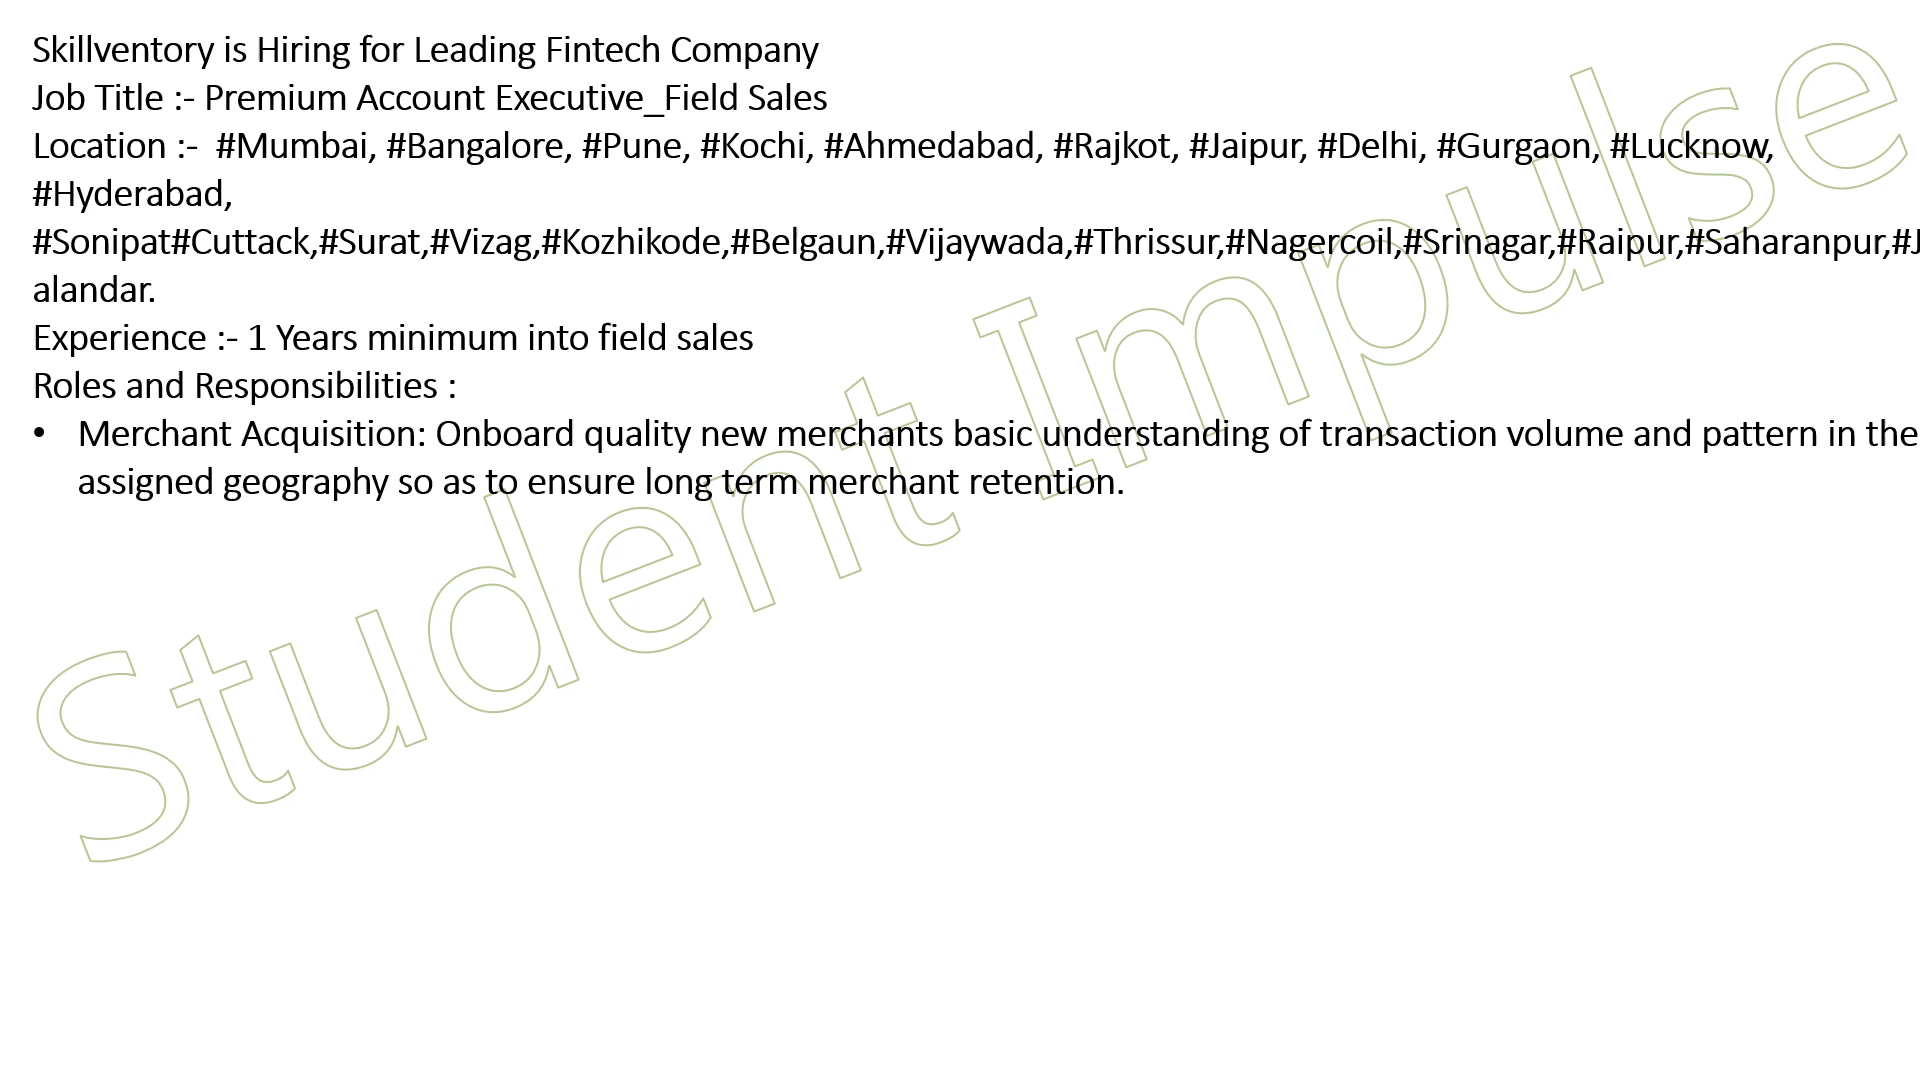 Skillventory is Hiring for Leading Fintech Company
Job Title :- Premium Account Executive_Field Sales
Location :-  #Mumbai, #Bangalore, #Pune, #Kochi, #Ahmedabad, #Rajkot, #Jaipur, #Delhi, #Gurgaon, #Lucknow,
#Hyderabad,
#Sonipat#Cuttack,#Surat,#Vizag,#Kozhikode,#Belgaun,#Vijaywada,#Thrissur,#Nagercoil,#Srinagar,#Raipur,#Saharanpur,#J
alandar.
Experience :- 1 Years minimum into field sales
Roles and Responsibilities :
• Merchant Acquisition: Onboard quality new merchants basic understanding of transaction volume and pattern in the
assigned geography so as to ensure long term merchant retention.
Student Impulse